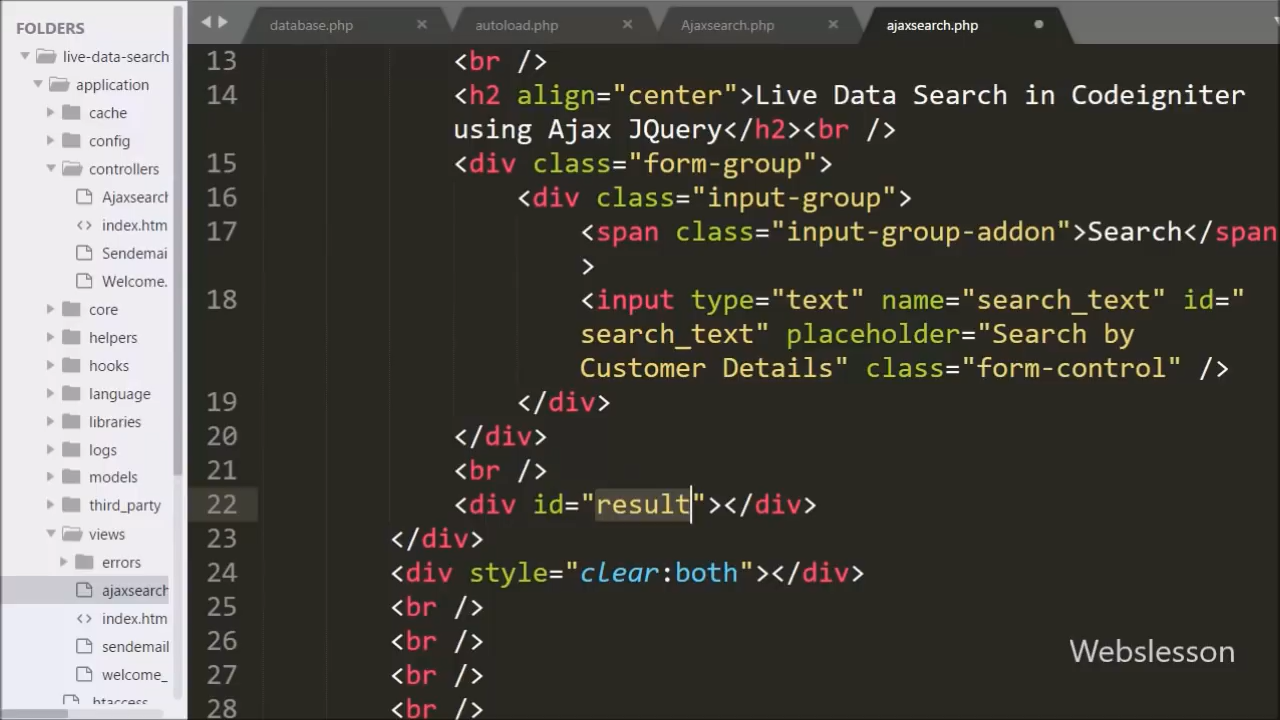 FOLDERS
live-data-search
application
cache
config
controllers
Ajaxsearch
index.htm
Sendemai
Welcome.
core
helpers
hooks
language
libraries
logs
models
third_party
views
errors
ajaxsearch
index.htm
sendemail
welcome_
.htaccess
database.php
autoload.php
Ajaxsearch.php
ajaxsearch.php
13 <br />
14 <h2 align="center">Live Data Search in Codeigniter
using Ajax JQuery</h2><br />
15 <div class="form-group">
16 <div class="input-group">
17 <span class="input-group-addon">Search</span
>
18 <input type="text" name="search_text" id="
search_text" placeholder="Search by
Customer Details" class="form-control" />
19 </div>
20 </div>
21 <br />
22 <div id="result"></div>
23 </div>
24 <div style="clear:both"></div>
25 <br />
26 <br />
27 <br />
28 <br />
Webslesson